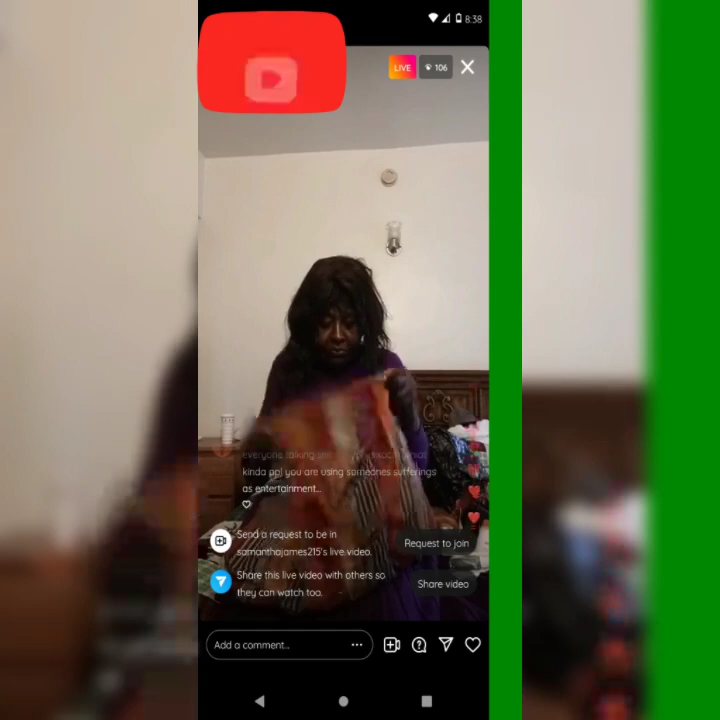 8:38
LIVE
106
everyone talking
kinda ppl you are using someones sufferings
as entertainment...
Send a request to be in
samanthajames215's live video.
Request to join
Share this live video with others so
they can watch too.
Share video
Add a comment...